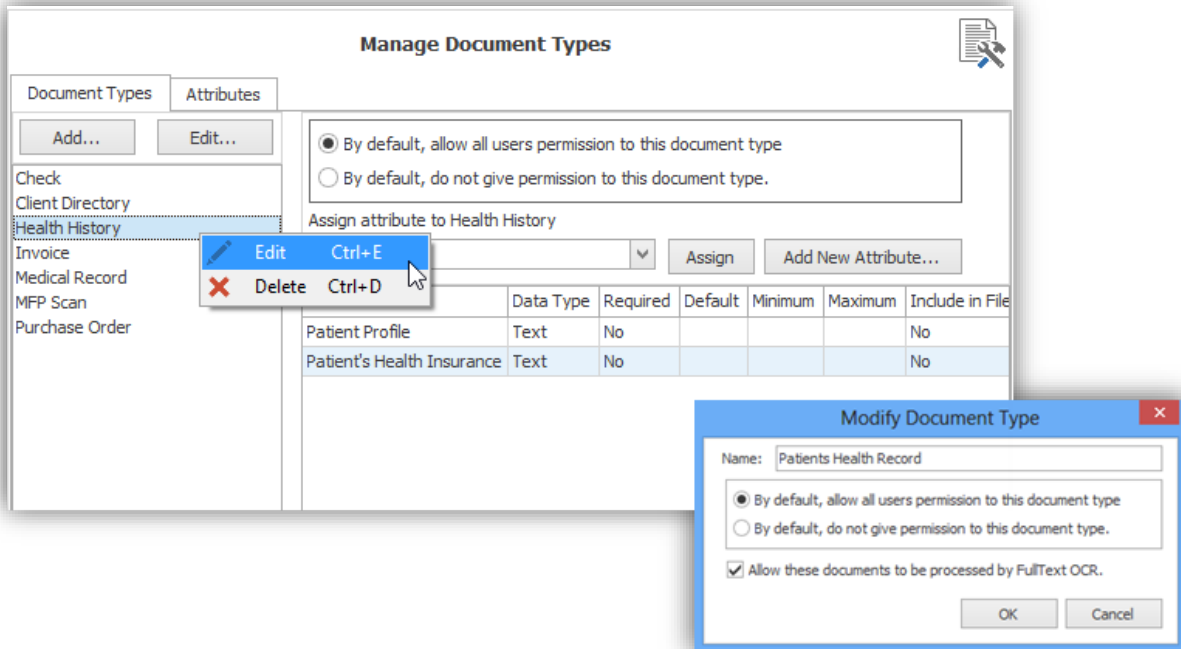 Manage Document Types
Document Types Attributes
Add... Edit...
By default, allow all users permission to this document type
By default, do not give permission to this document type.
Check
Client Directory
Health History
Invoice
Medical Record
MFP Scan
Purchase Order
Edit Ctrl+E
Delete Ctrl+D
Assign attribute to Health History
Assign Add New Attribute...
Data Type Required Default Minimum Maximum Include in File
Patient Profile Text No No
Patient's Health Insurance Text No No
Modify Document Type
Name: Patients Health Record
By default, allow all users permission to this document type
By default, do not give permission to this document type.
Allow these documents to be processed by FullText OCR.
OK Cancel